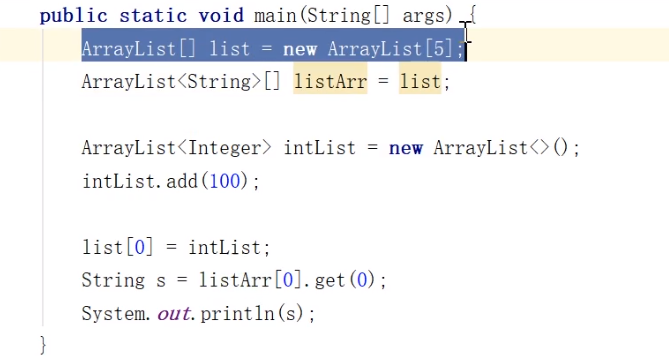 public static void main(String[] args) {
ArrayList[] list = new ArrayList[5];
ArrayList<String>[] listArr = list;
ArrayList<Integer> intList = new ArrayList<>();
intList.add(100);
list[0] = intList;
String s = listArr[0].get(0);
System.out.println(s);
}